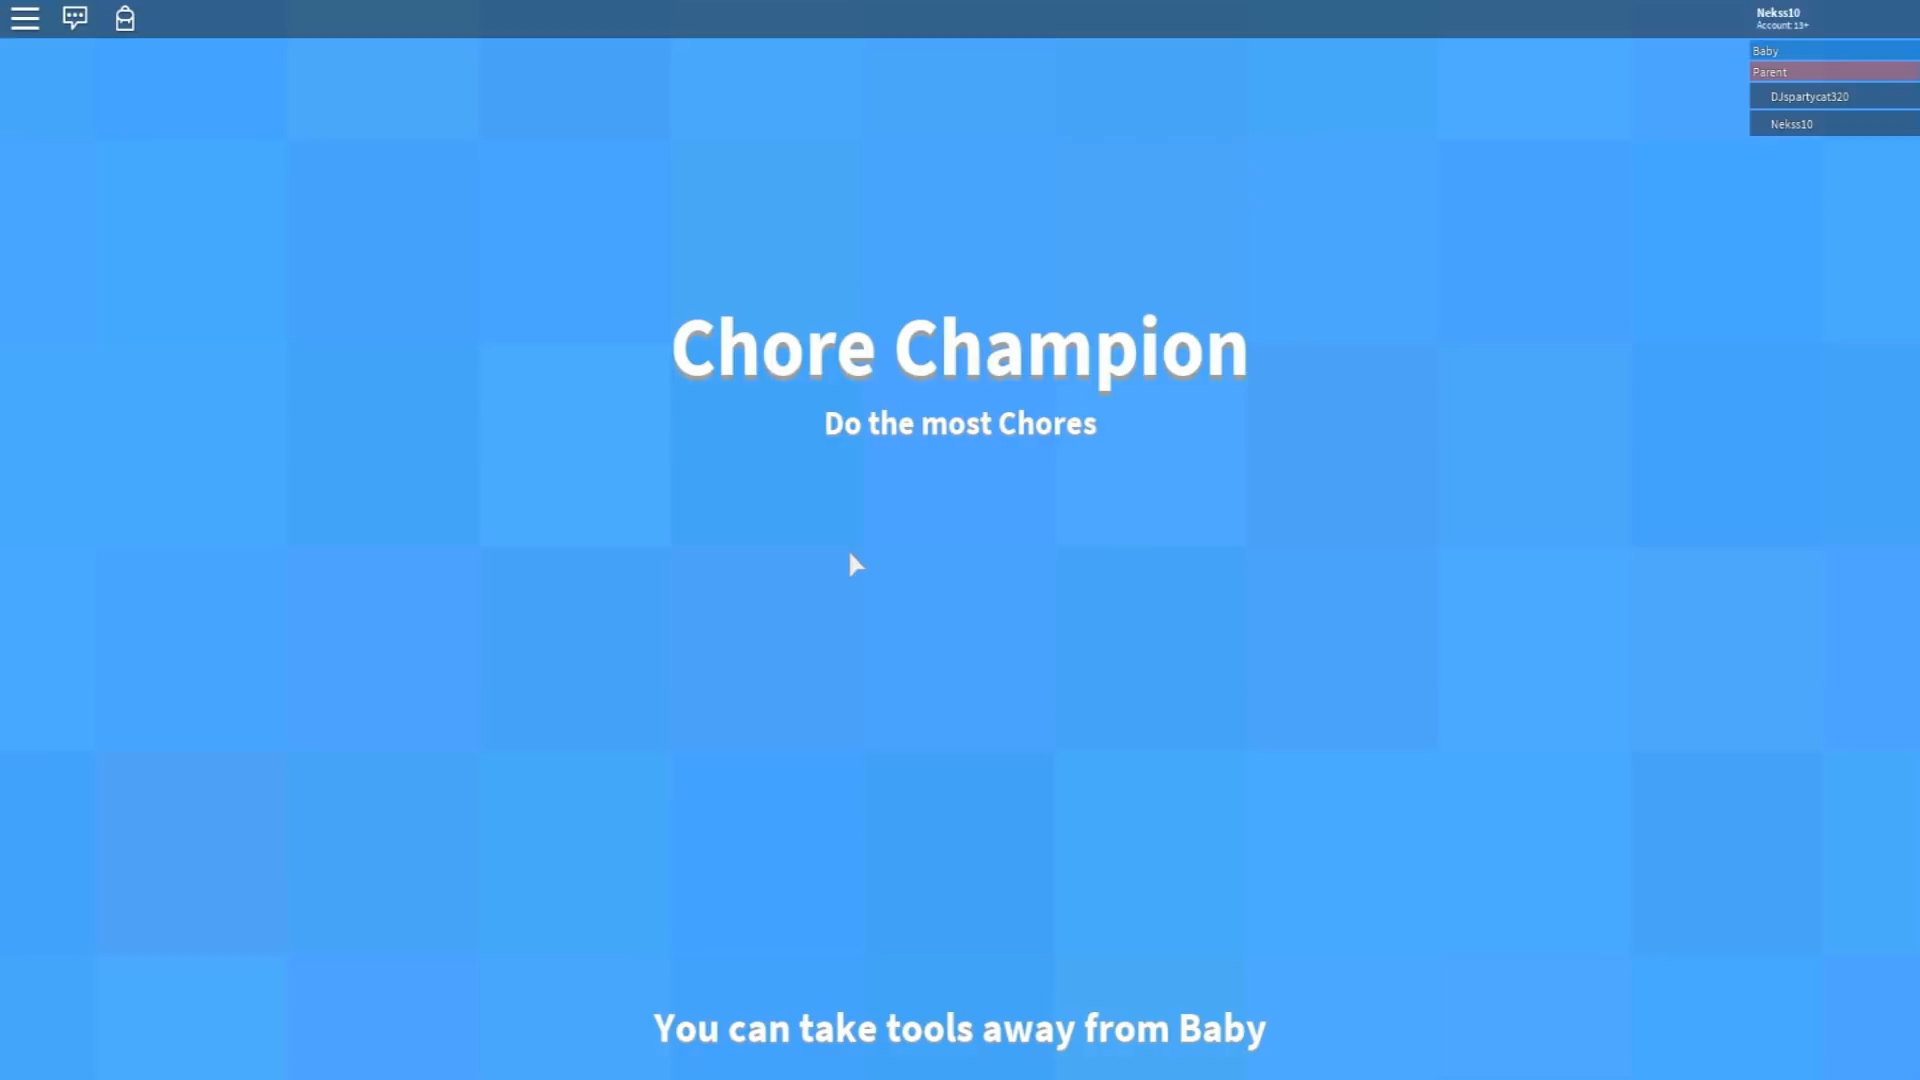 Nekss10
Account: 13+
Baby
Parent
DJspartycat320
Nekss10
Chore Champion
Do the most Chores
You can take tools away from Baby